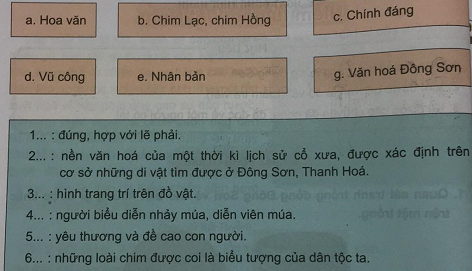 a. Hoa văn
b. Chim Lạc, chim Hồng
c. Chính đáng
d. Vũ công
e. Nhân bản
g. Văn hoá Đông Sơn
1... : đúng, hợp với lẽ phải.
2... : nền văn hoá của một thời kì lịch sử cổ xưa, được xác định trên
cơ sở những di vật tìm được ở Đông Sơn, Thanh Hoá.
3... : hình trang trí trên đồ vật.
4... : người biểu diễn nhảy múa, diễn viên múa.
5... : yêu thương và đề cao con người.
6... : những loài chim được coi là biểu tượng của dân tộc ta.